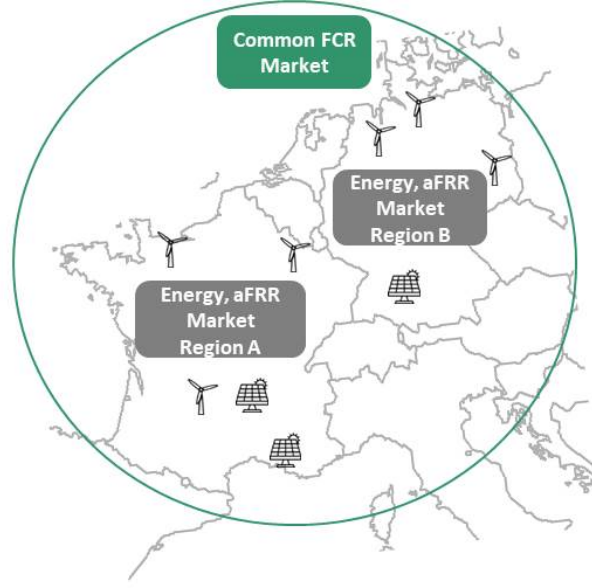 Common FCR
Market
Energy, aFRR
Market
Region B
Energy, aFRR
Market
Region A